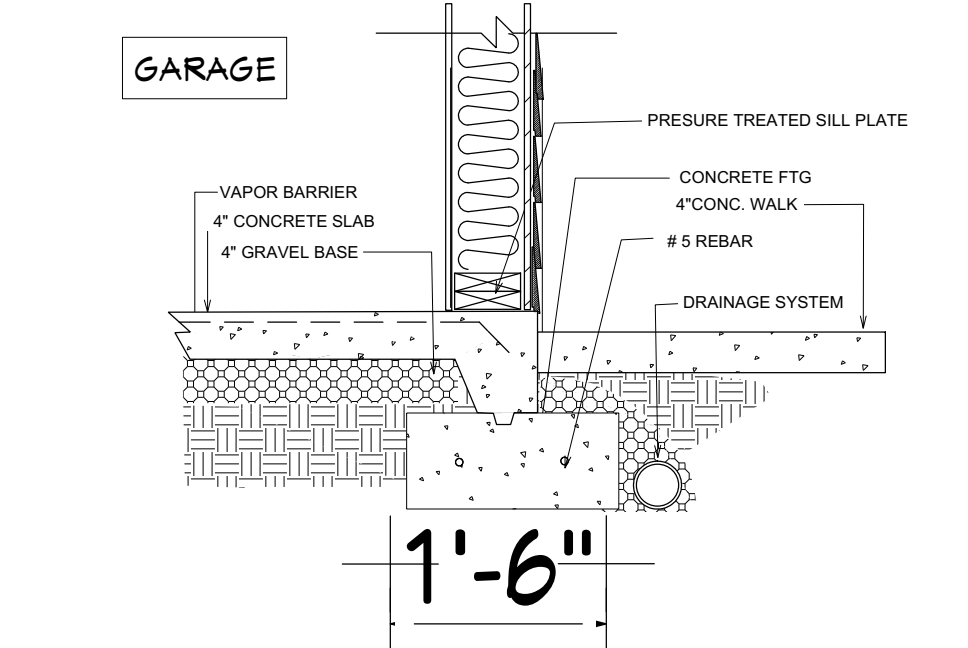 GARAGE
PRESURE TREATED SILL PLATE
VAPOR BARRIER
CONCRETE FTG
4"CONC. WALK
4" CONCRETE SLAB
# 5 REBAR
4" GRAVEL BASE
DRAINAGE SYSTEM
1'-6"